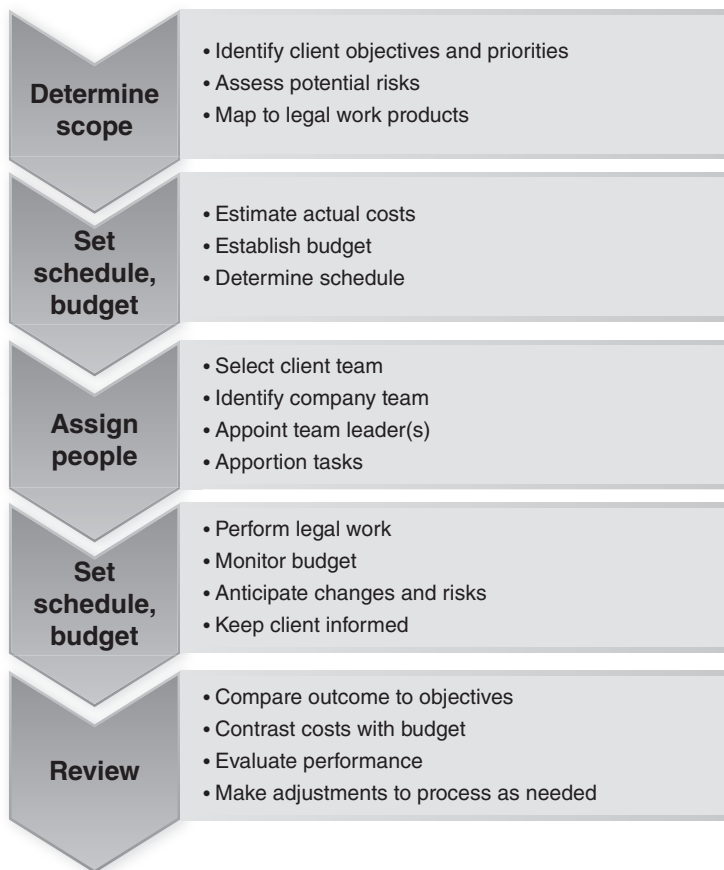 Determine
scope
• Identify client objectives and priorities
• Assess potential risks
• Map to legal work products
Set
schedule,
budget
• Estimate actual costs
• Establish budget
• Determine schedule
Assign
people
• Select client team
• Identify company team
• Appoint team leader(s)
• Apportion tasks
Set
schedule,
budget
• Perform legal work
• Monitor budget
• Anticipate changes and risks
• Keep client informed
Review
• Compare outcome to objectives
• Contrast costs with budget
• Evaluate performance
• Make adjustments to process as needed